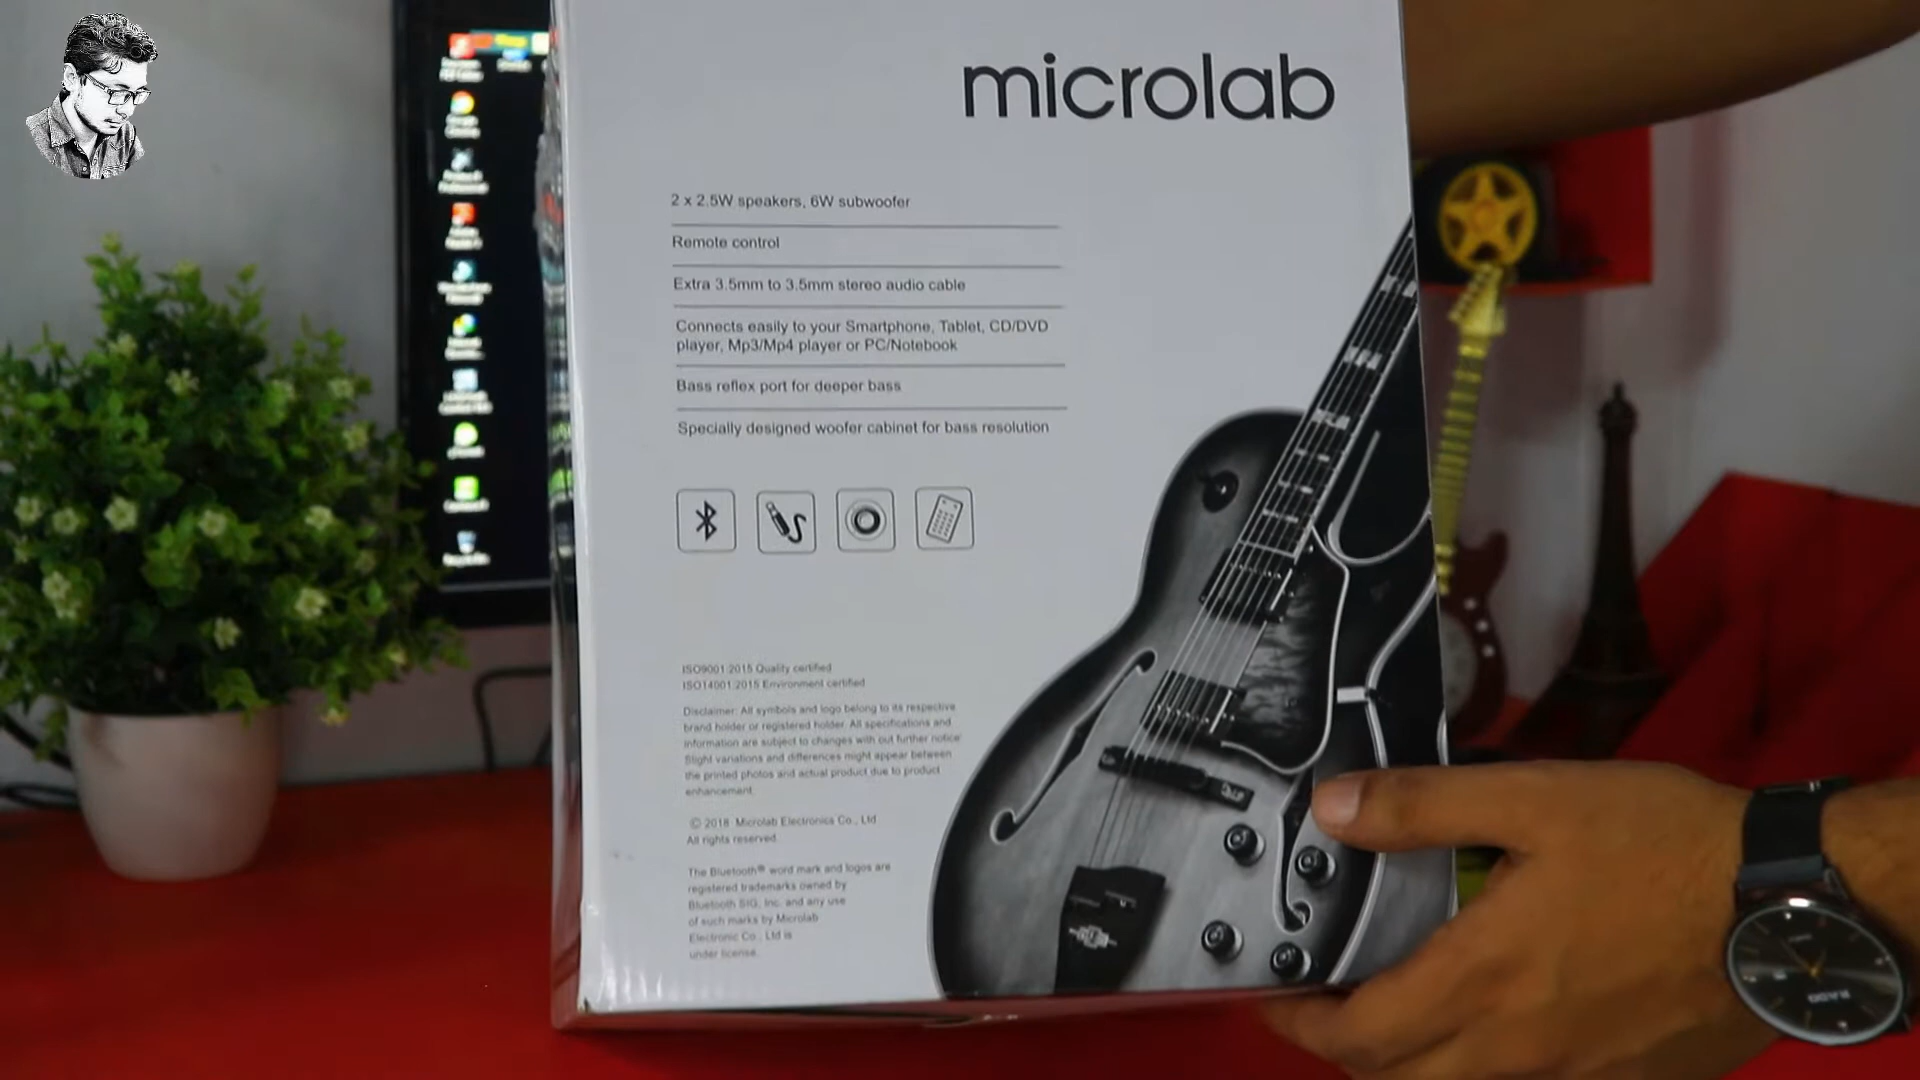 microlab
2 x 2.5W speakers, 6W subwoofer
Remote control
Extra 3.5mm to 3.5mm stereo audio cable
Connects easily to your Smartphone, Tablet, CD/DVD
player, Mp3/Mp4 player or PC/Notebook
Bass reflex port for deeper bass
Specially designed woofer cabinet for bass resolution
ISO9001:2015 Quality certified
ISO14001:2015 Environment certified
Disclaimer: All symbols and logo belong to its respective
brand holder or registered holder. All specifications and
information are subject to changes with out further notice
Slight variations and differences might appear between
the printed photos and actual product due to product
enhancement.
© 2018 Microlab Electronics Co., Ltd
All rights reserved.
The Bluetooth® word mark and logos are
registered trademarks owned by
Bluetooth SIG, Inc. and any use
of such marks by Microlab
Electronic Co., Ltd is
under license.
RADO